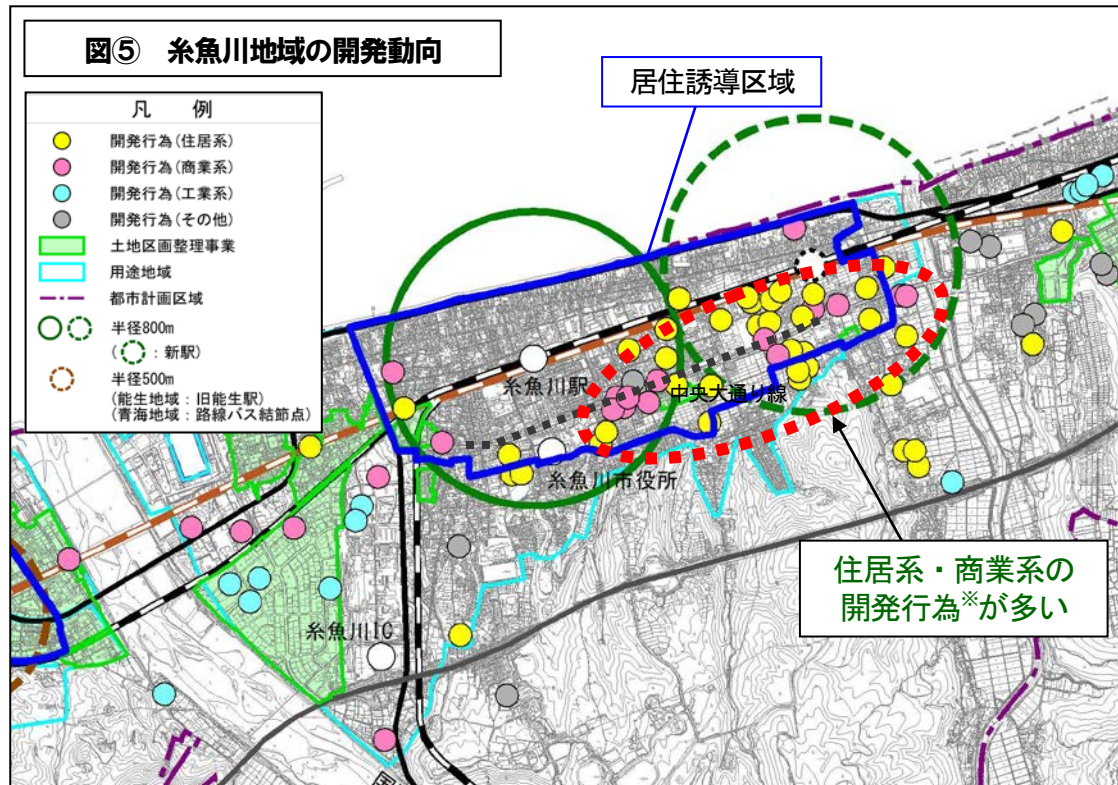 図⑤ 糸魚川地域の開発動向
居住誘導区域
凡 例
開発行為(住居系)
開発行為(商業系)
開発行為(工業系)
開発行為(その他)
土地区画整理事業
用途地域
都市計画区域
半径800m
(　:新駅)
半径500m
(能生地域:旧能生駅)
(青海地域:路線バス結節点)
糸魚川駅
中央大通り線
糸魚川市役所
住居系・商業系の
開発行為※が多い
糸魚川IC
国